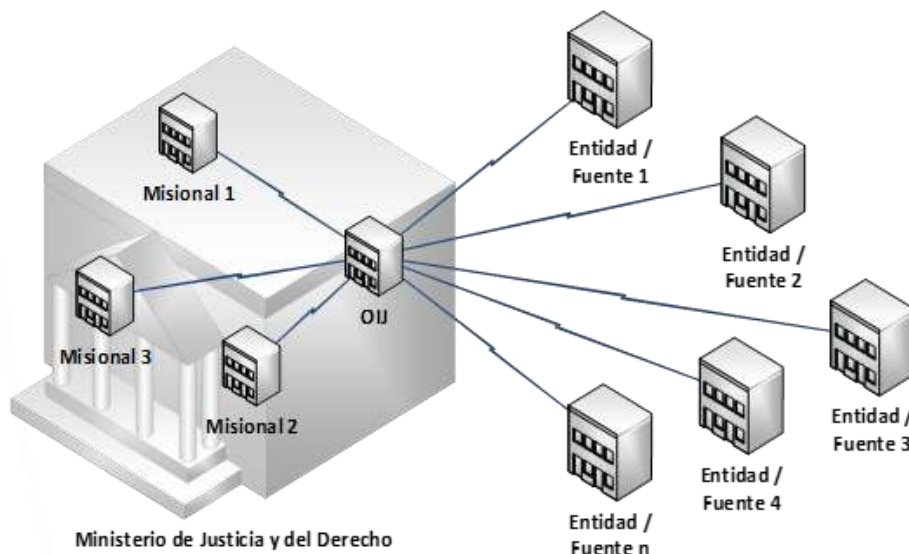 Entidad /
Fuente 1
Misional 1
Entidad /
Fuente 2
OIJ
Misional 3
Misional 2
Entidad /
Fuente 3
Entidad /
Fuente 4
Entidad /
Fuente n
Ministerio de Justicia y del Derecho